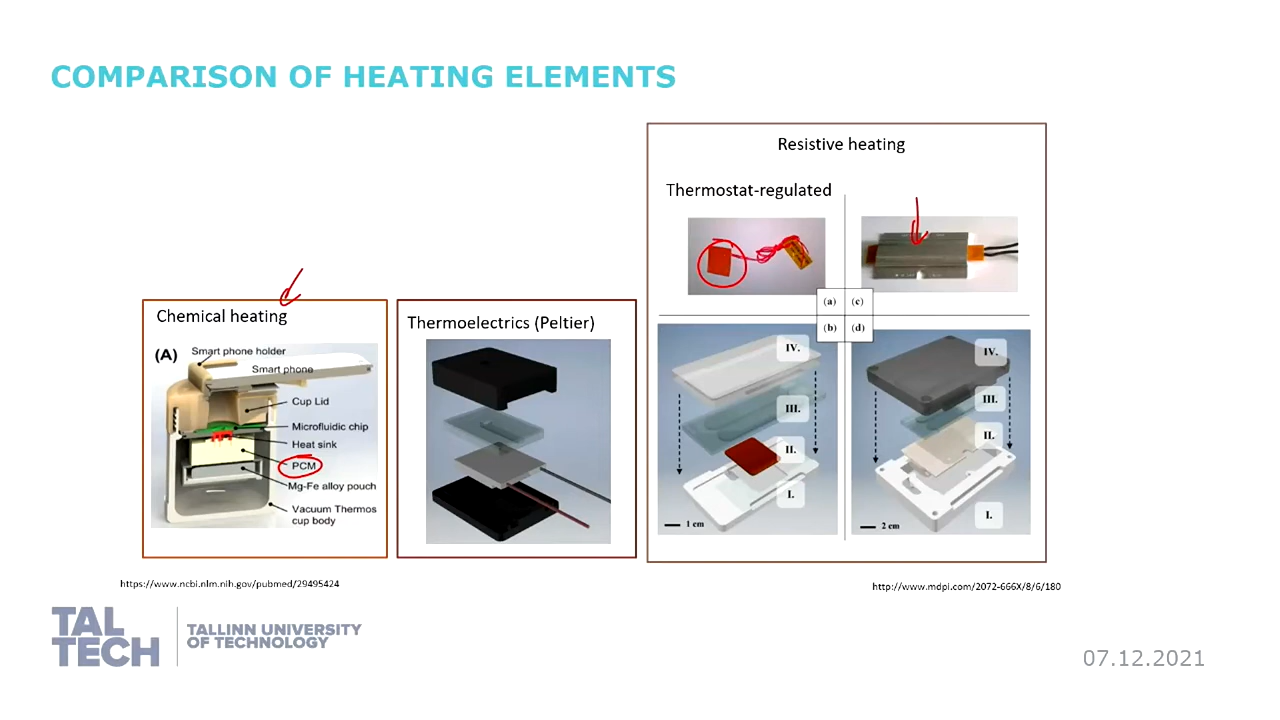 COMPARISON OF HEATING ELEMENTS
Resistive heating
Thermostat-regulated
(a)
(c)
(b)
(d)
IV.
III.
II.
I.
1 cm
IV.
III.
II.
I.
2 cm
Chemical heating
(A)
Smart phone holder
Smart phone
Cup Lid
Microfluidic chip
Heat sink
PCM
Mg-Fe alloy pouch
Vacuum Thermos
cup body
Thermoelectrics (Peltier)
https://www.ncbi.nlm.nih.gov/pubmed/29495424
http://www.mdpi.com/2072-666X/8/6/180
TAL
TECH
TALLINN UNIVERSITY
OF TECHNOLOGY
07.12.2021